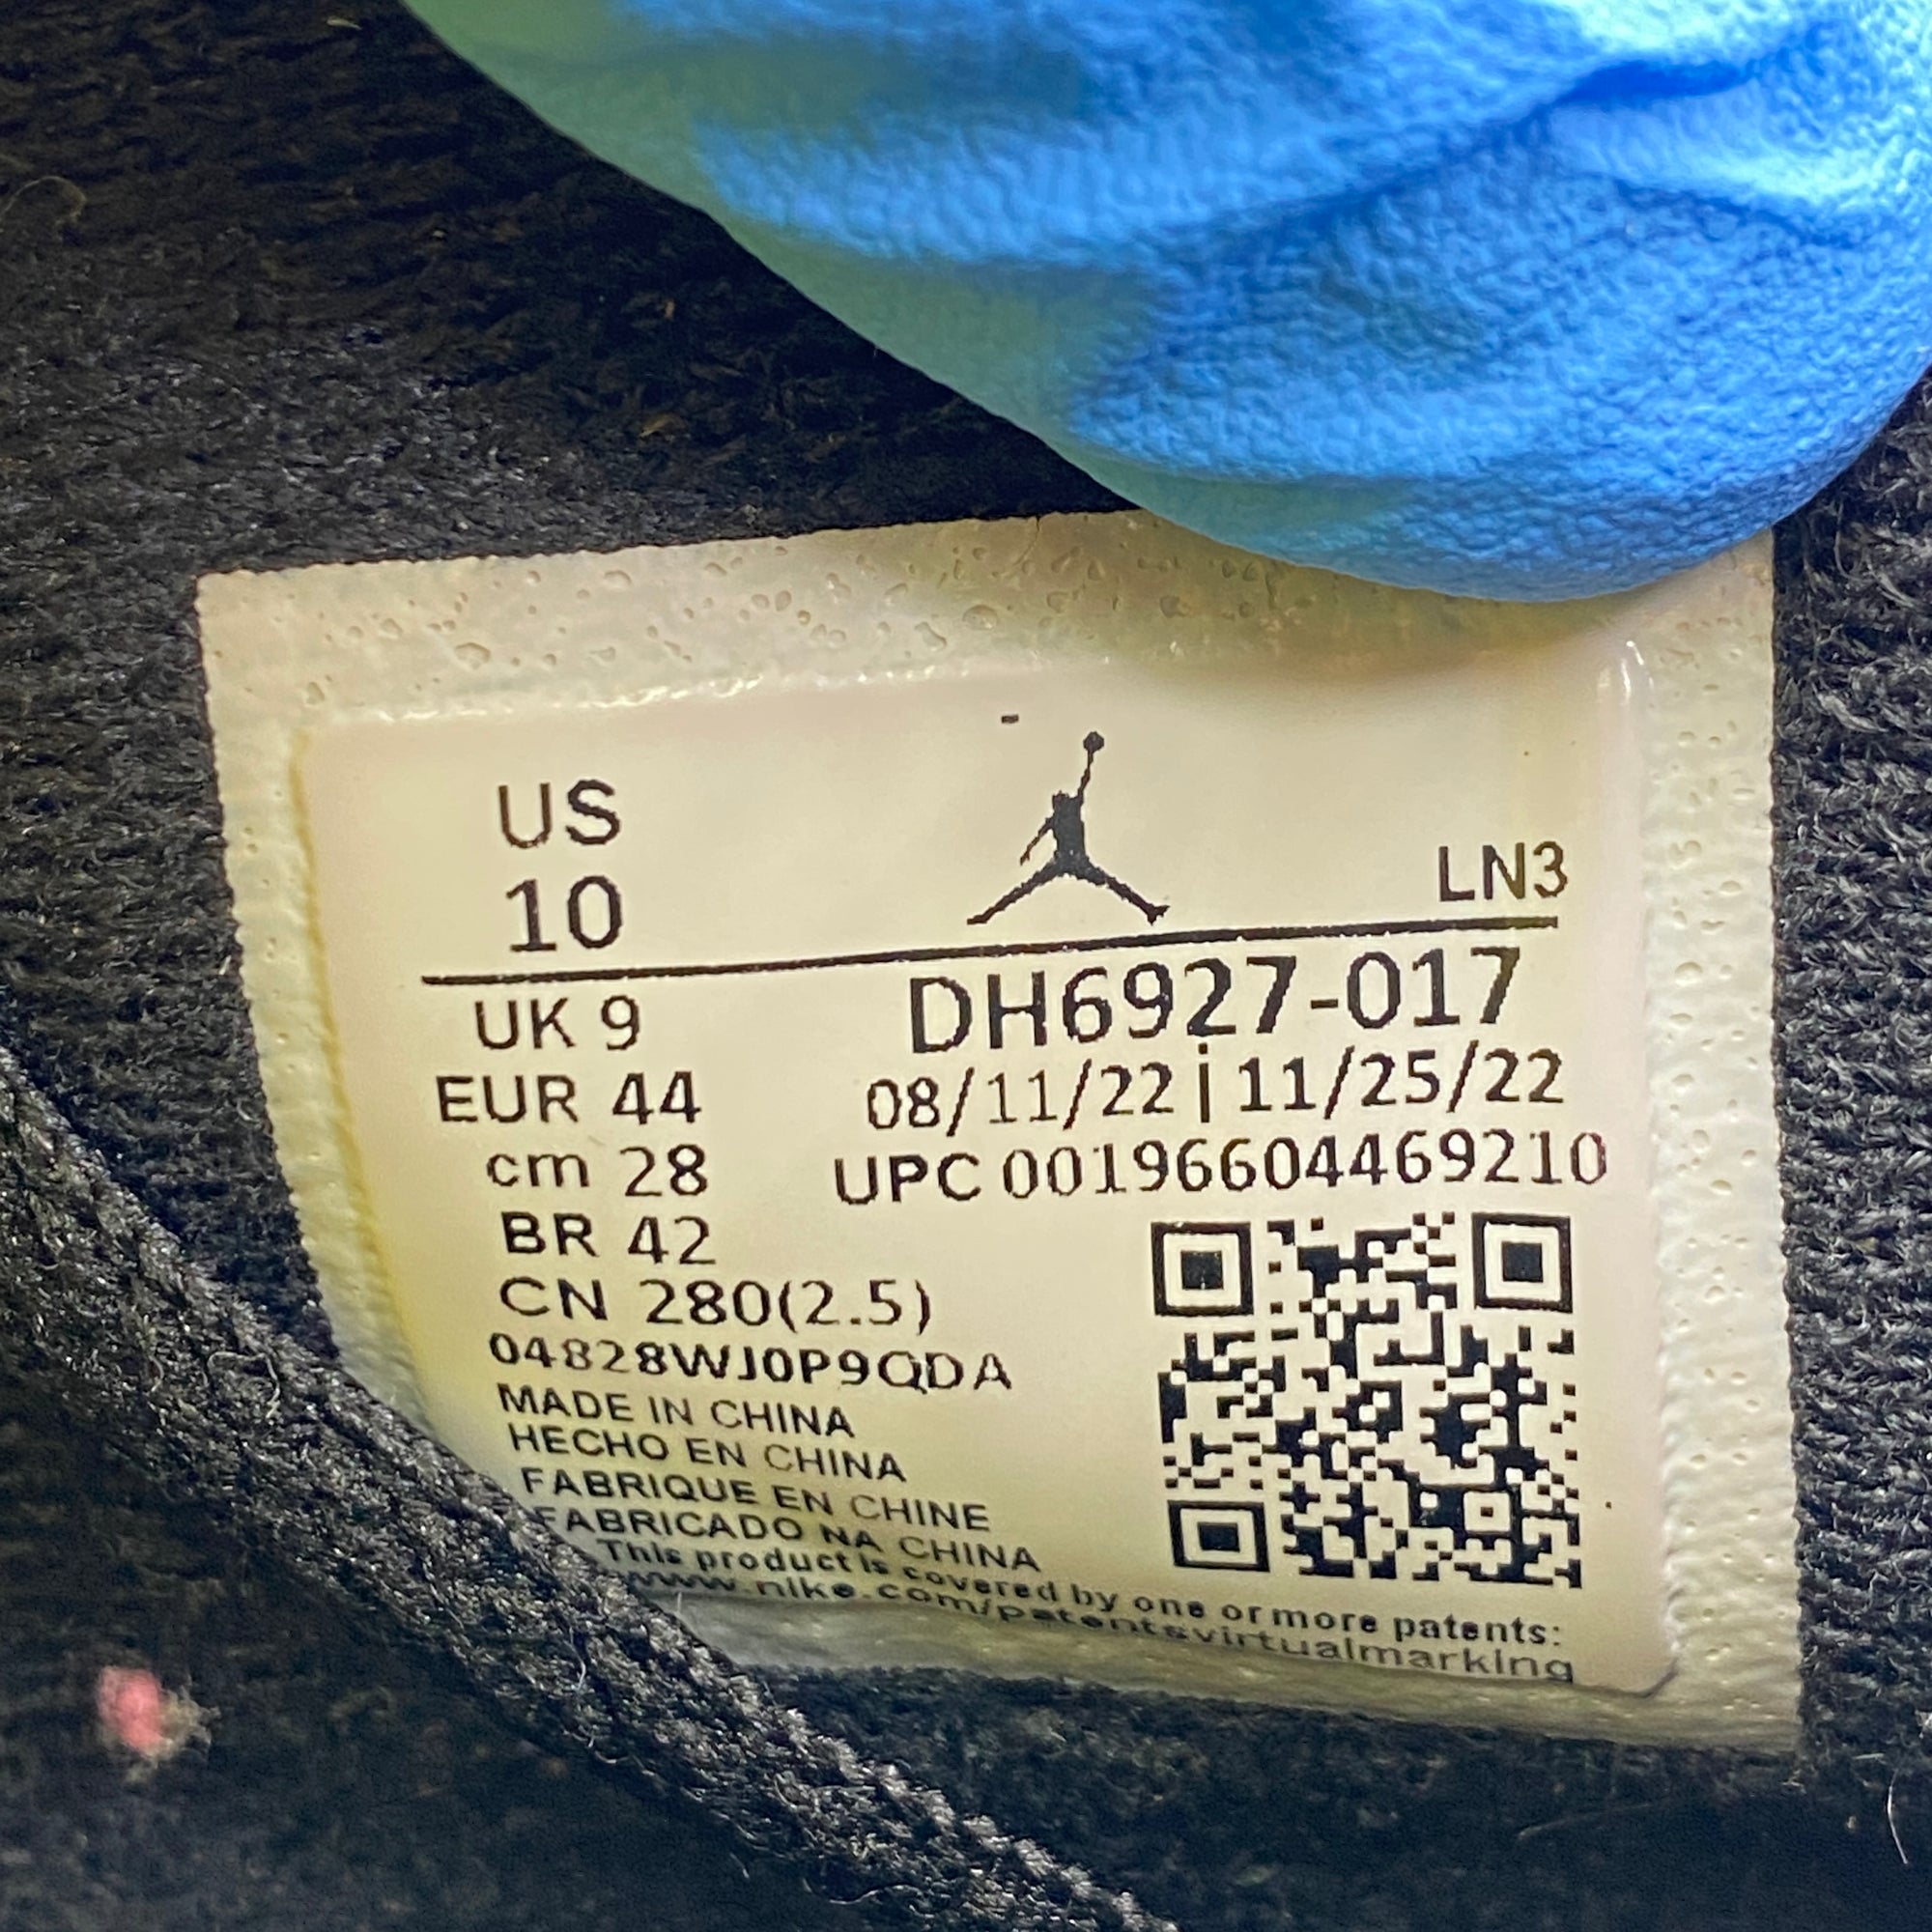 US
10
LN3
UK 9
DH6927-017
EUR 44
08/11/22 | 11/25/22
cm 28
UPC 00196604469210
BR 42
CN 280(2.5)
04828WJ0P9QDA
MADE IN CHINA
HECHO EN CHINA
FABRIQUE EN CHINE
FABRICADO NA CHINA
This product is covered by one or more patents:
www.nike.com/patentsvirtualmarking